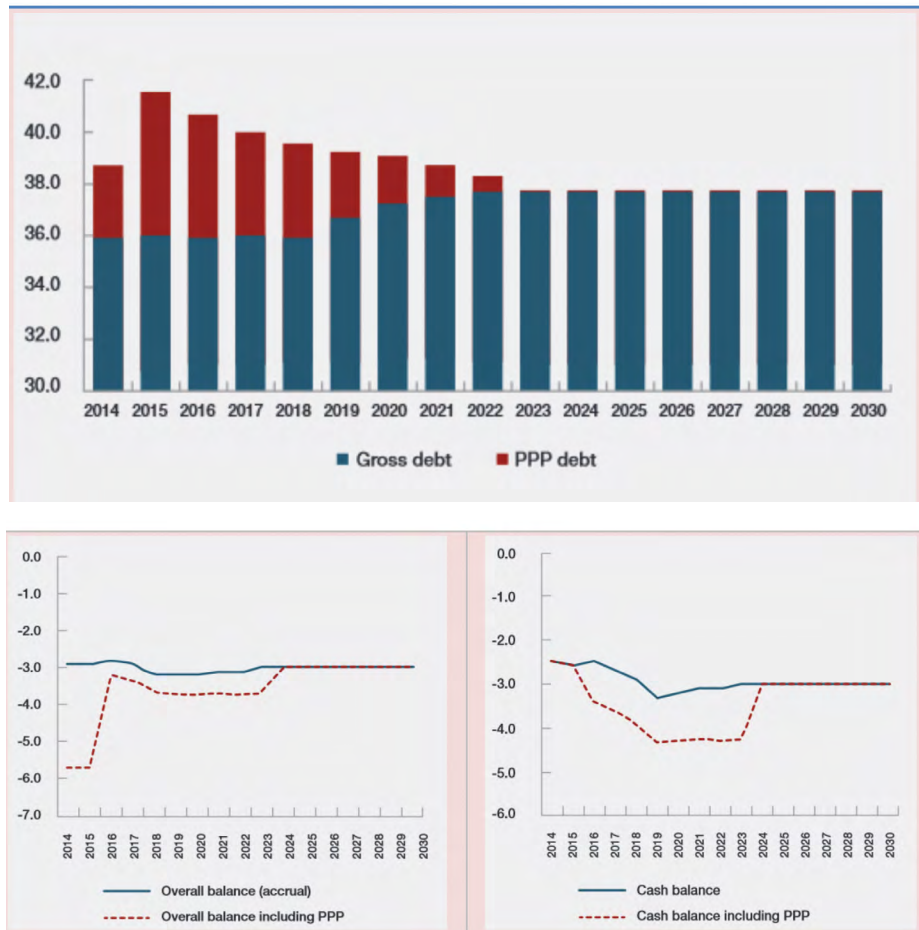 42.0
40.0
38.0
36.0
34.0
32.0
30.0
2014 2015 2016 2017 2018 2019 2020 2021 2022 2023 2024 2025 2026 2027 2028 2029 2030
Gross debt PPP debt
0.0
-1.0
-2.0
-3.0
-4.0
-5.0
-6.0
-7.0
2014 2015 2016 2017 2018 2019 2020 2021 2022 2023 2024 2025 2026 2027 2028 2029 2030
Overall balance (accrual)
Overall balance including PPP
0.0
-1.0
-2.0
-3.0
-4.0
-5.0
-6.0
2014 2015 2016 2017 2018 2019 2020 2021 2022 2023 2024 2025 2026 2027 2028 2029 2030
Cash balance
Cash balance including PPP